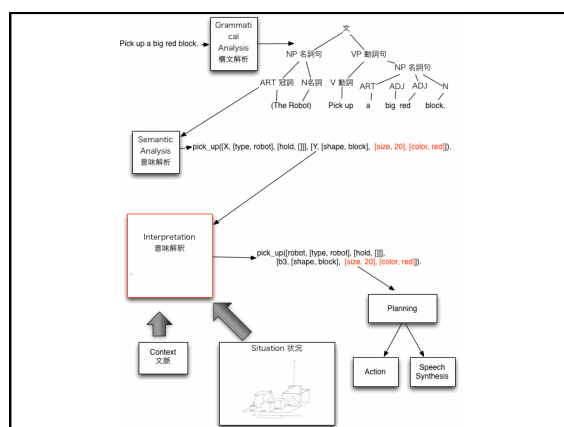 Pick up a big red block.
Grammati
cal
Analysis
構文解析
文
NP 名詞句
VP 動詞句
NP 名詞句
ART 冠詞
N名詞
V 動詞
ART
ADJ
ADJ
N
(The Robot)
Pick up
a
big
red
block.
Semantic
Analysis
意味解析
pick_up([X, [type, robot], [hold, []]], [Y, [shape, block], [size, 20], [color, red]]).
Interpretation
意味解釈
pick_up([robot, [type, robot], [hold, []]],
[b3, [shape, block], [size, 20], [color, red]]).
Planning
Context
文脈
Situation 状況
Action
Speech
Synthesis